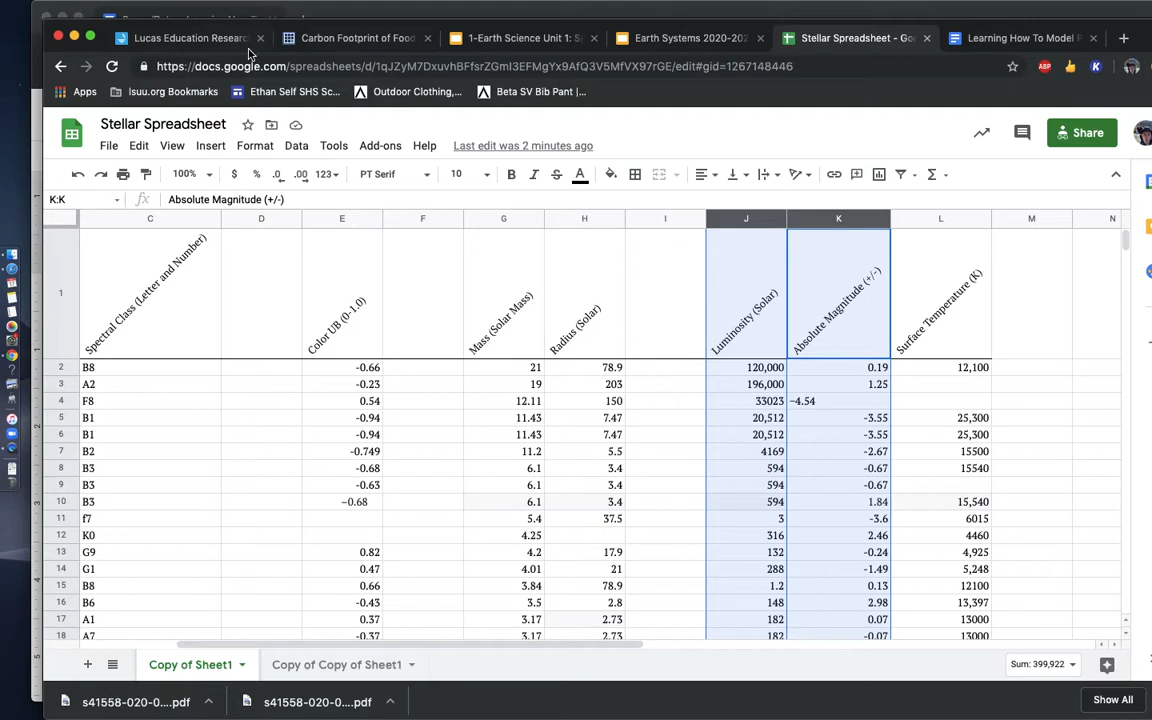 Lucas Education Resear
Carbon Footprint of Food
1-Earth Science Unit 1: S
Earth Systems 2020-202
Stellar Spreadsheet - Go
Learning How To Model P
https://docs.google.com/spreadsheets/d/1qJZyM7DxuvhBFfsrZGmI3EFMgYx9AfQ3V5MfVX97rGE/edit#gid=1267148446
ABP
K
Apps
lsuu.org Bookmarks
Ethan Self SHS Sc...
Outdoor Clothing,...
Beta SV Bib Pant |...
Stellar Spreadsheet
File Edit View Insert Format Data Tools Add-ons Help Last edit was 2 minutes ago
Share
100% $ % .0 .00 123 PT Serif 10 B I S A
K:K fx Absolute Magnitude (+/-)
C D E F G H I J K L M N
1 Spectral Class (Letter and Number) Color UB (0-1.0) Mass (Solar Mass) Radius (Solar) Luminosity (Solar) Absolute Magnitude (+/-) Surface Temperature (K)
2 B8 -0.66 21 78.9 120,000 0.19 12,100
3 A2 -0.23 19 203 196,000 1.25
4 F8 0.54 12.11 150 33023 −4.54
5 B1 -0.94 11.43 7.47 20,512 -3.55 25,300
6 B1 -0.94 11.43 7.47 20,512 -3.55 25,300
7 B2 -0.749 11.2 5.5 4169 -2.67 15500
8 B3 -0.68 6.1 3.4 594 -0.67 15540
9 B3 -0.63 6.1 3.4 594 -0.67
10 B3 −0.68 6.1 3.4 594 1.84 15,540
11 f7 5.4 37.5 3 -3.6 6015
12 K0 4.25 316 2.46 4460
13 G9 0.82 4.2 17.9 132 -0.24 4,925
14 G1 0.47 4.01 21 288 -1.49 5,248
15 B8 0.66 3.84 78.9 1.2 0.13 12100
16 B6 -0.43 3.5 2.8 148 2.98 13,397
17 A1 0.37 3.17 2.73 182 0.07 13000
18 A7 -0.37 3.17 2.73 182 -0.07 13000
Copy of Sheet1
Copy of Copy of Sheet1
Sum: 399,922
s41558-020-0....pdf
s41558-020-0....pdf
Show All